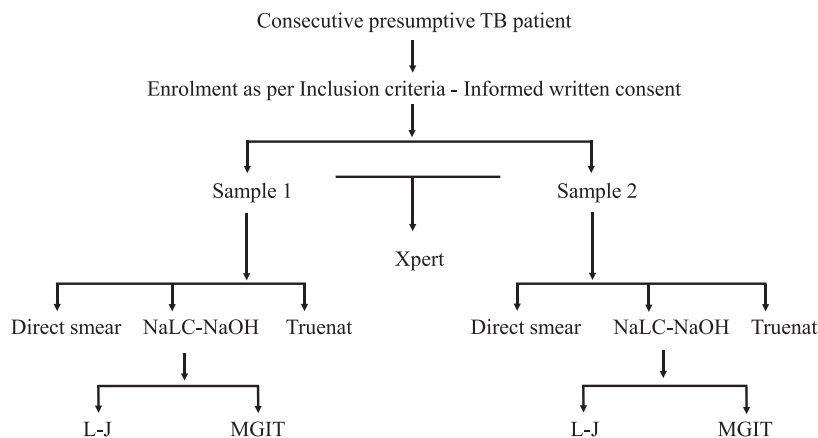 Consecutive presumptive TB patient
Enrolment as per Inclusion criteria - Informed written consent
Sample 1
Sample 2
Xpert
Direct smear
NaLC-NaOH
Truenat
Direct smear
NaLC-NaOH
Truenat
L-J
MGIT
L-J
MGIT